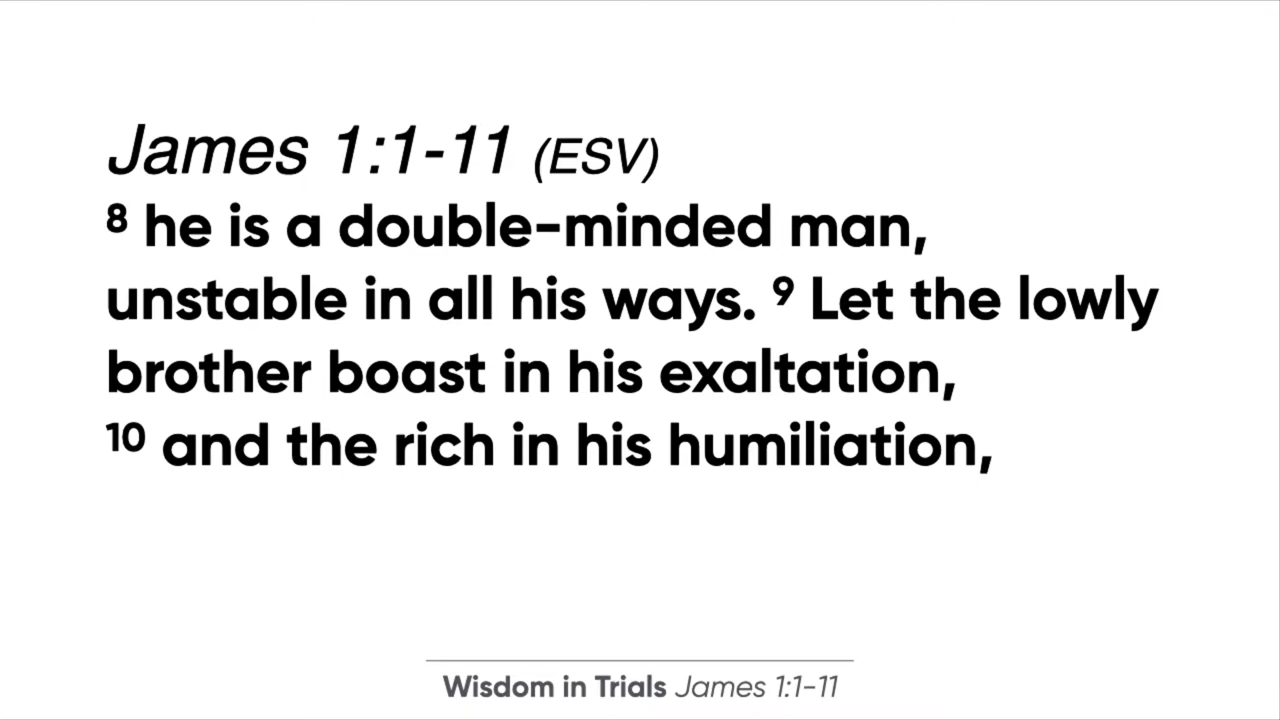 James 1:1-11 (ESV)
8 he is a double-minded man,
unstable in all his ways. 9 Let the lowly
brother boast in his exaltation,
10 and the rich in his humiliation,
Wisdom in Trials James 1:1-11